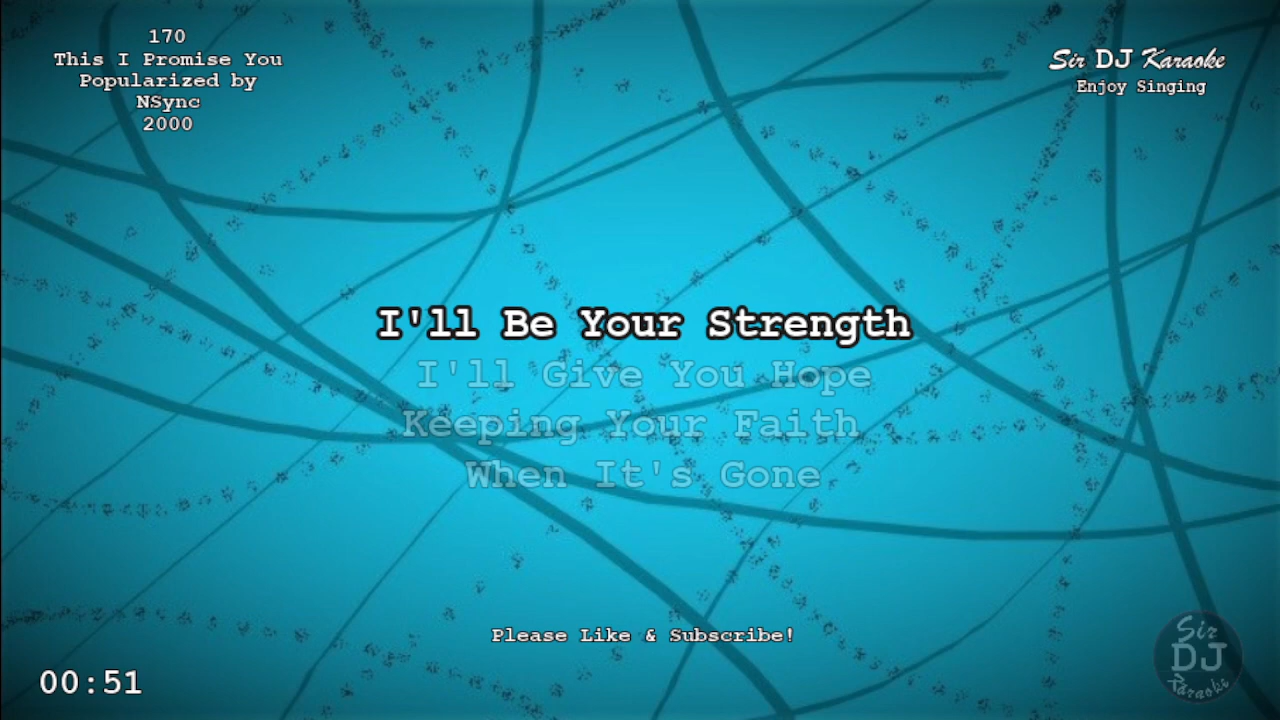 170
This I Promise You
Popularized by
NSync
2000
Sir DJ Karaoke
Enjoy Singing
I'll Be Your Strength
I'll Give You Hope
Keeping Your Faith
When It's Gone
Please Like & Subscribe!
00:51
Sir
DJ
Karaoke